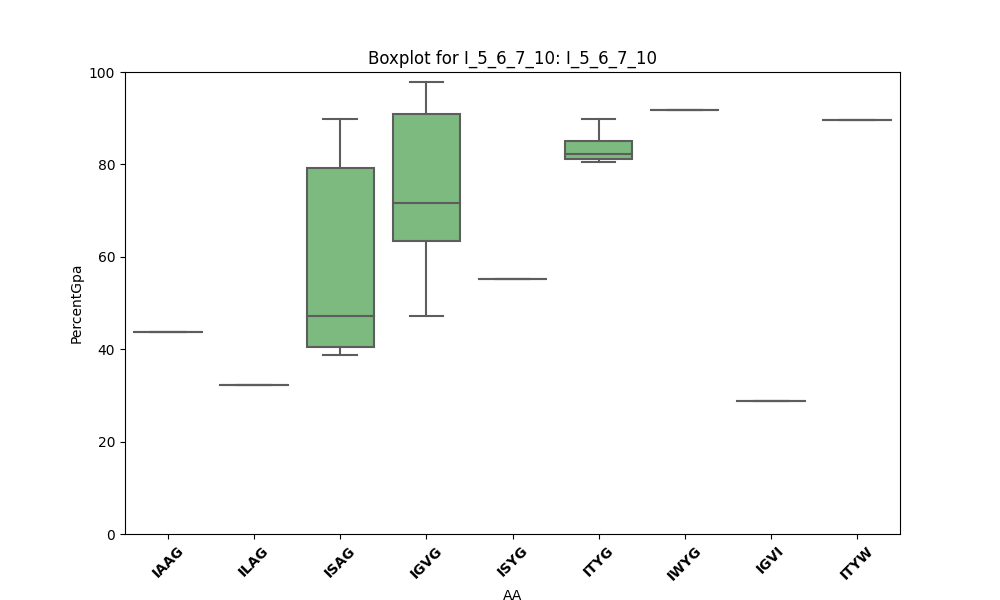 Boxplot for I_5_6_7_10: I_5_6_7_10
100
80
60
40
20
0
PercentGpa
IAAG
ILAG
ISAG
IGVG
ISYG
ITYG
IWYG
IGVI
ITYW
AA